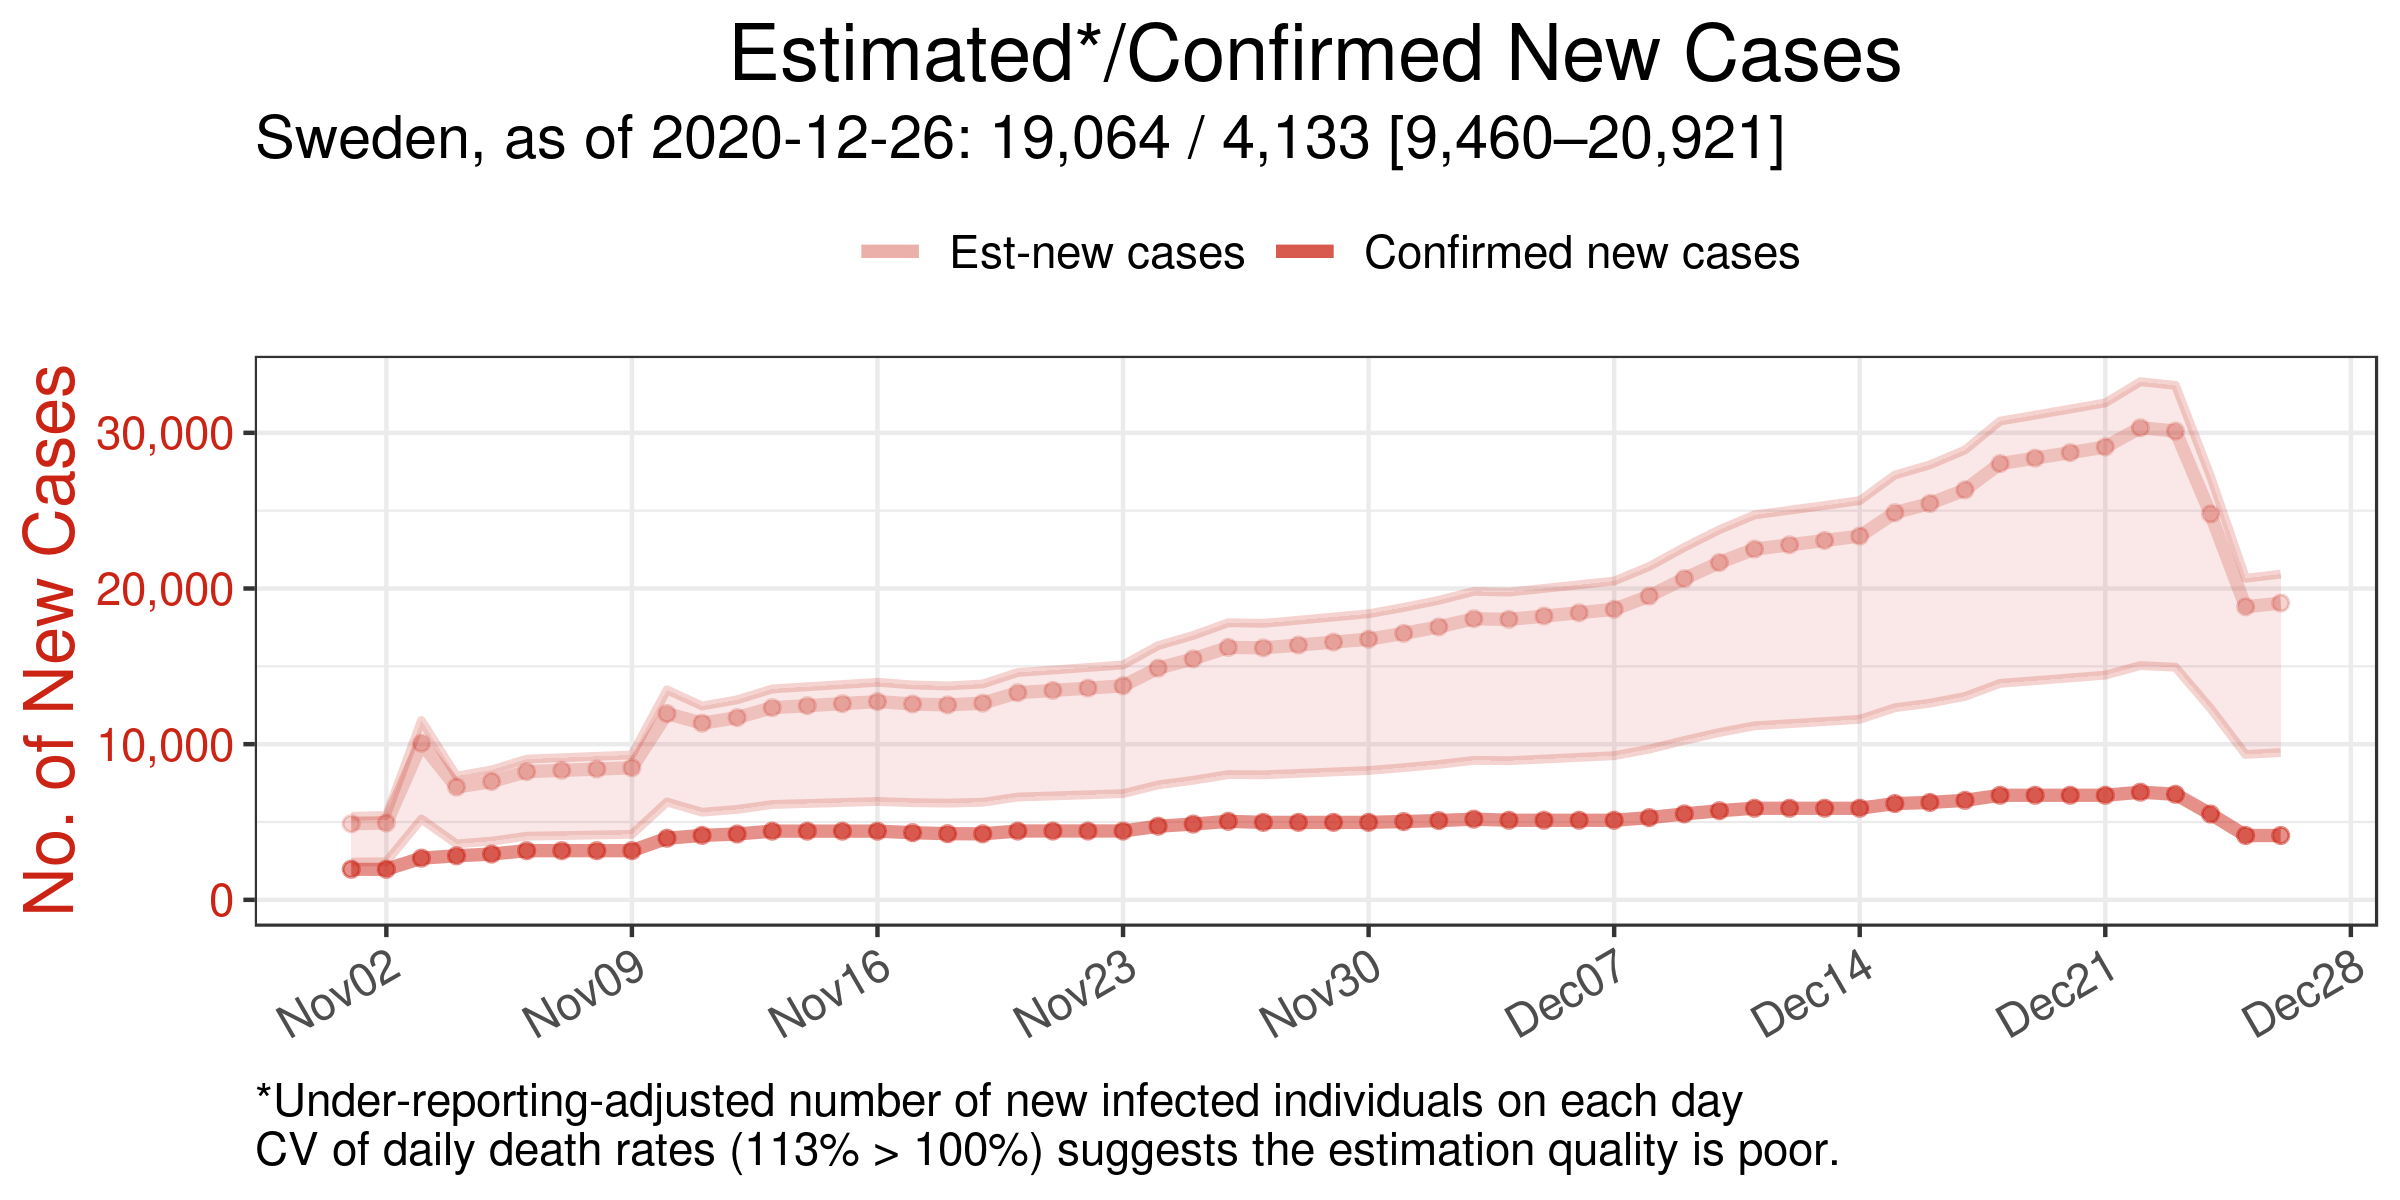 Estimated*/Confirmed New Cases
Sweden, as of 2020-12-26: 19,064 / 4,133 [9,460–20,921]
Est-new cases Confirmed new cases
No. of New Cases
30,000
20,000
10,000
0
Nov02 Nov09 Nov16 Nov23 Nov30 Dec07 Dec14 Dec21 Dec28
*Under-reporting-adjusted number of new infected individuals on each day
CV of daily death rates (113% > 100%) suggests the estimation quality is poor.